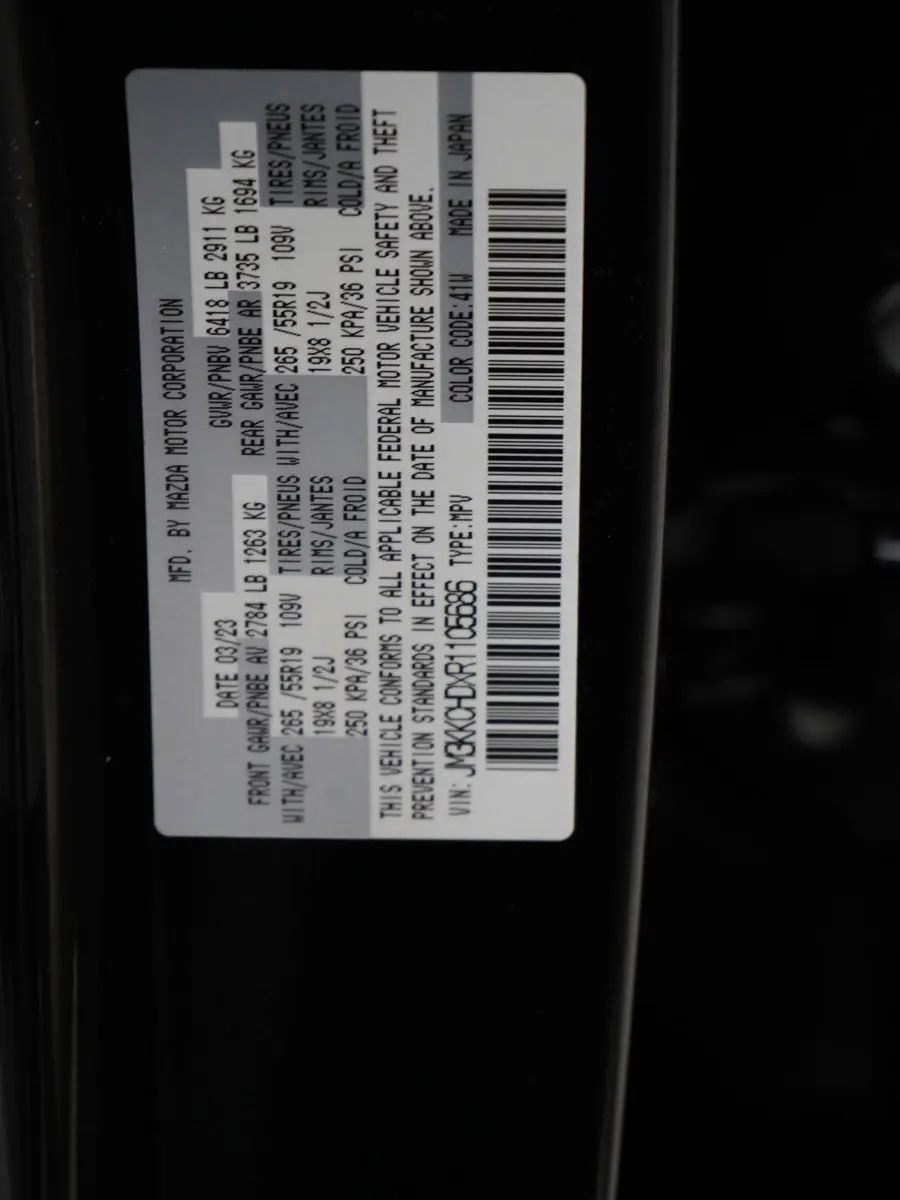 MFD. BY MAZDA MOTOR CORPORATION
DATE 03/23 GVWR/PNBV 6418 LB 2911 KG
FRONT GAWR/PNBE AV 2784 LB 1263 KG REAR GAWR/PNBE AR 3735 LB 1694 KG
WITH/AVEC 265 /55R19 109V TIRES/PNEUS WITH/AVEC 265 /55R19 109V TIRES/PNEUS
19X8 1/2J RIMS/JANTES 19X8 1/2J RIMS/JANTES
250 KPA/36 PSI COLD/A FROID 250 KPA/36 PSI COLD/A FROID
THIS VEHICLE CONFORMS TO ALL APPLICABLE FEDERAL MOTOR VEHICLE SAFETY AND THEFT
PREVENTION STANDARDS IN EFFECT ON THE DATE OF MANUFACTURE SHOWN ABOVE.
VIN: JM3KKCHDXR1105686 TYPE:MPV COLOR CODE:41W MADE IN JAPAN